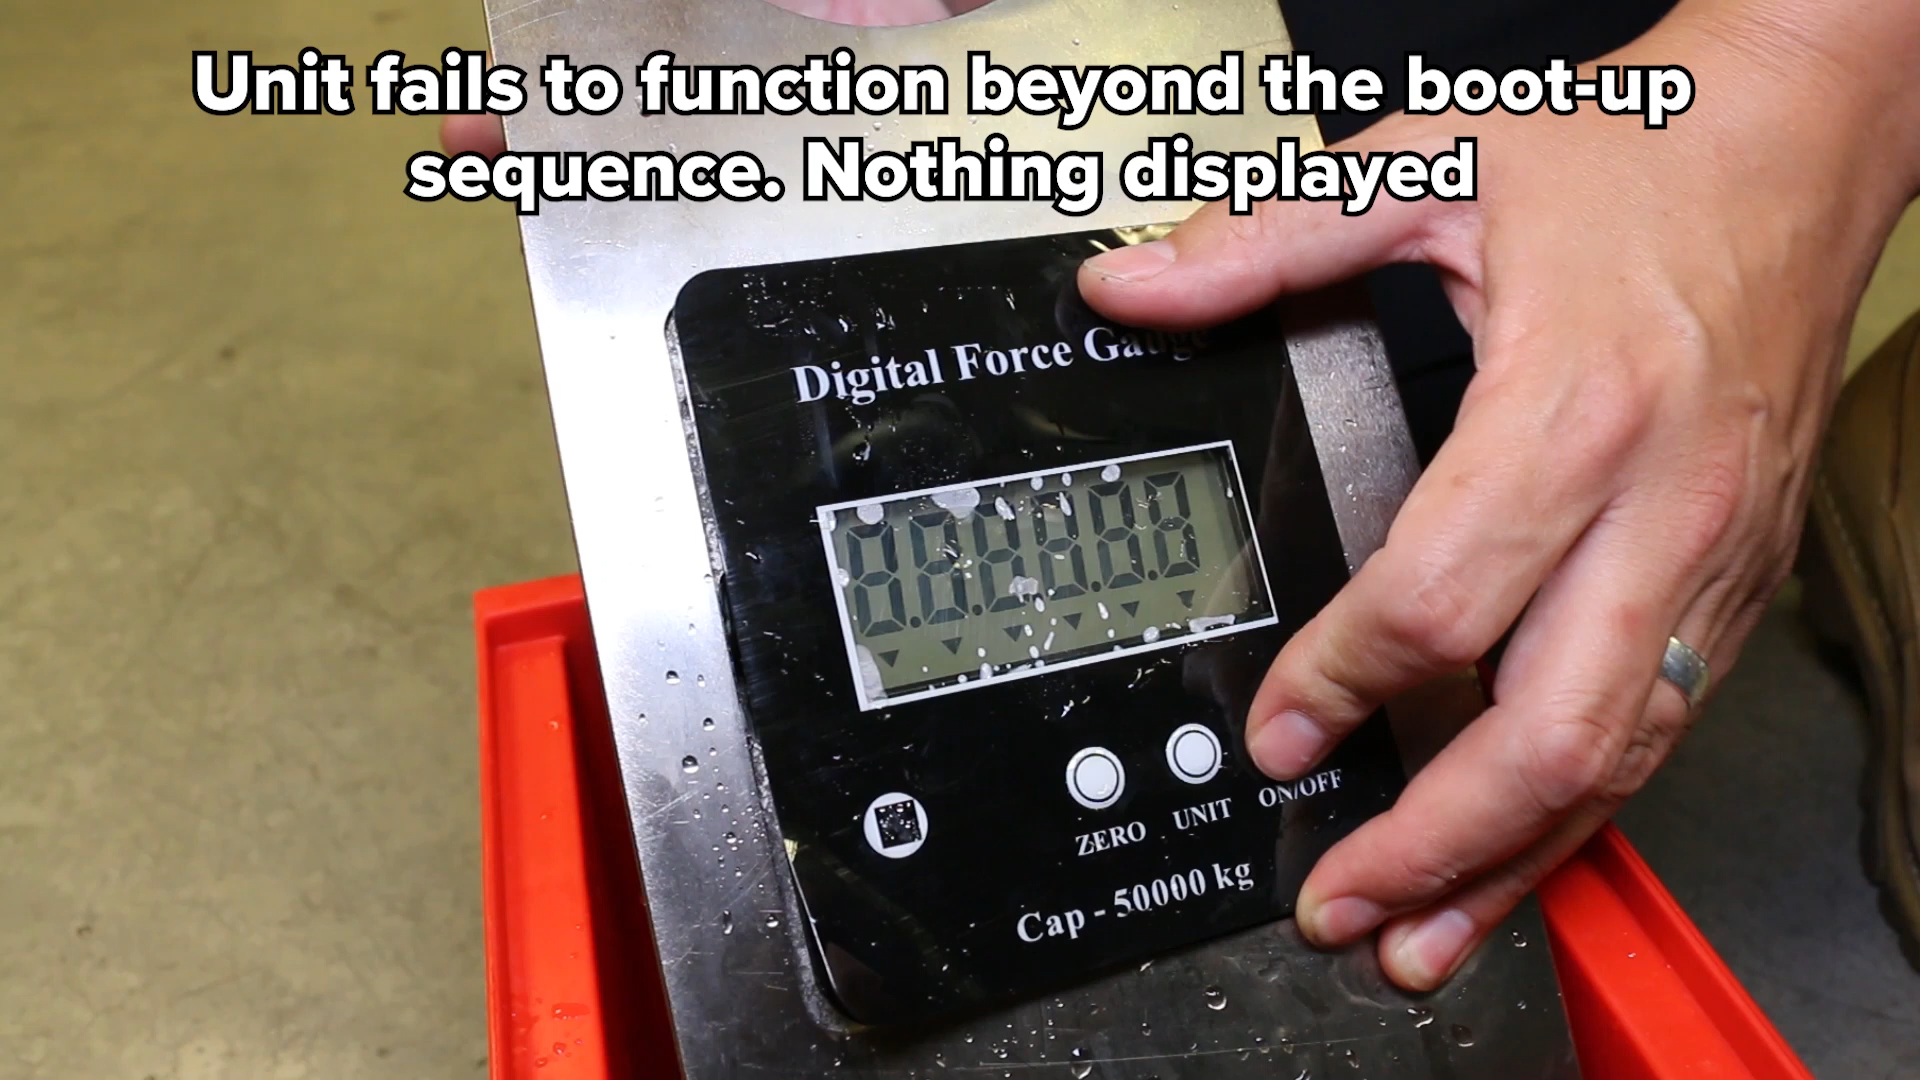 Unit fails to function beyond the boot-up
sequence. Nothing displayed
Digital Force Gauge
8.8.8.8.8.8
ZERO
UNIT
ON/OFF
Cap - 50000 kg